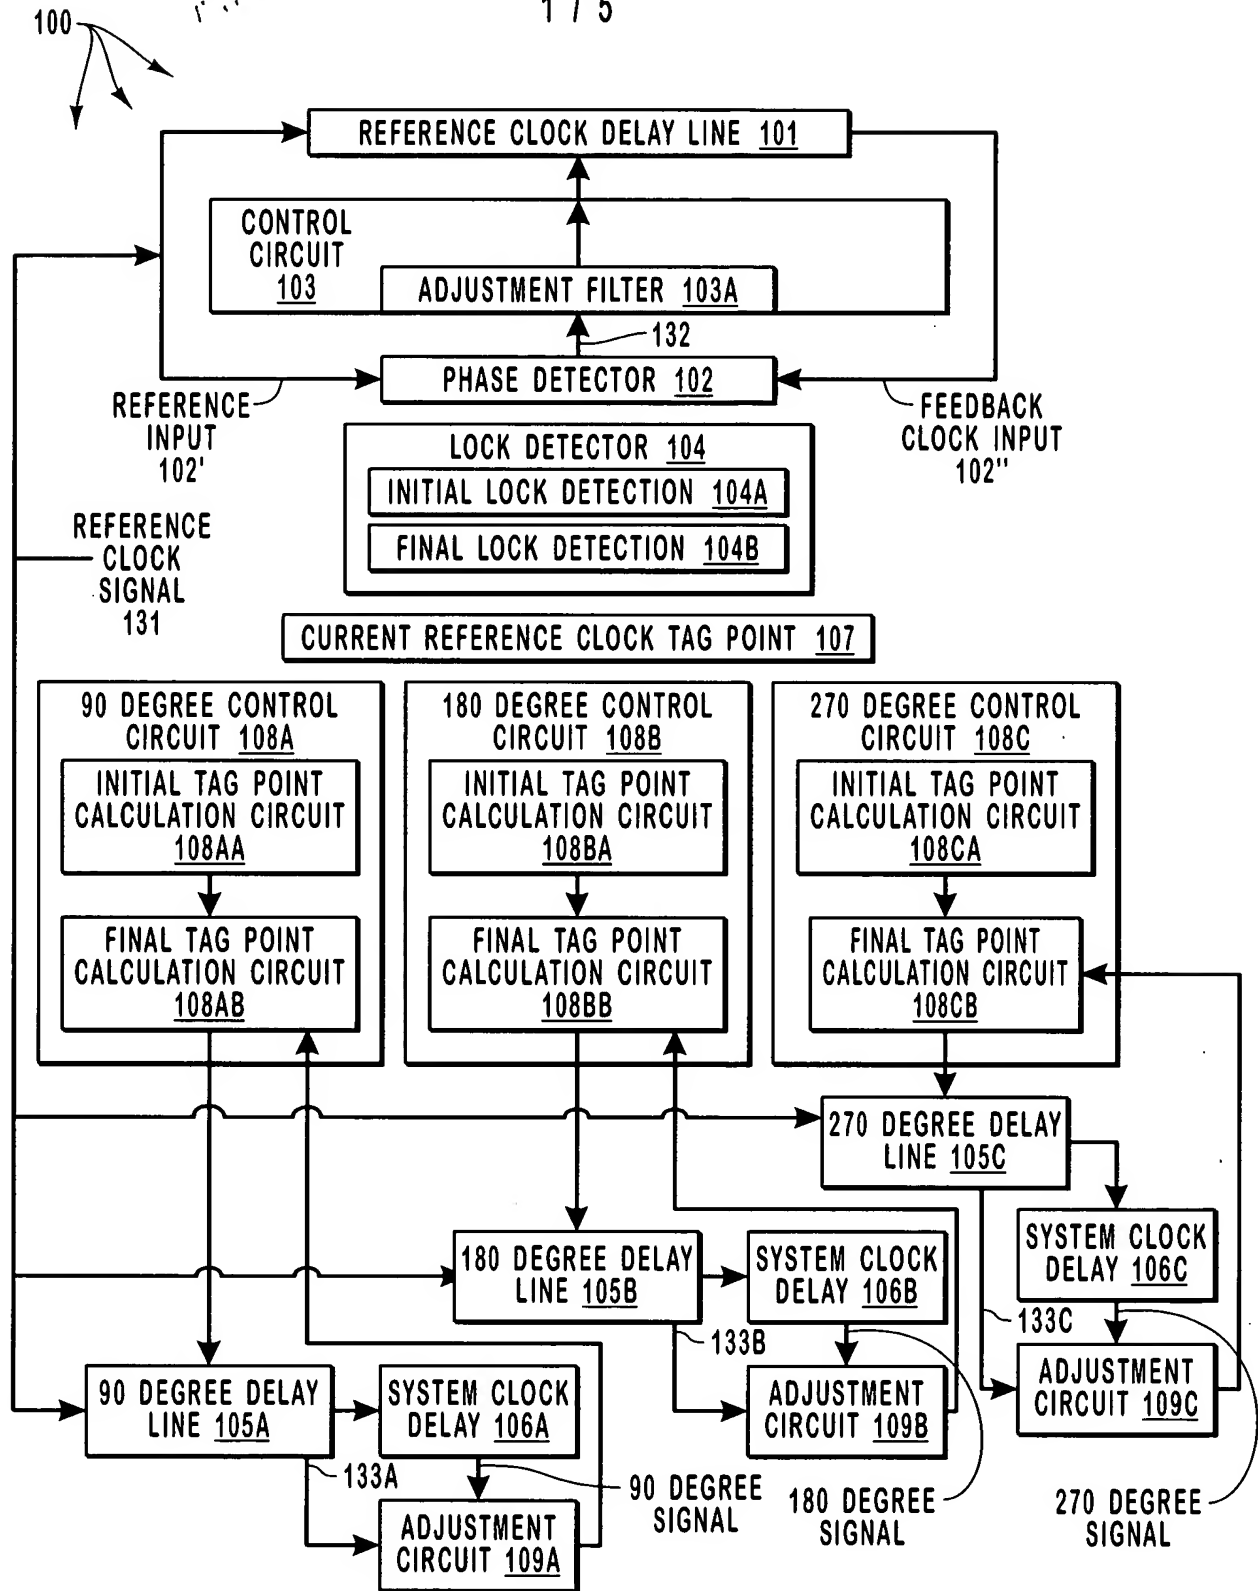 1 / 5
100
REFERENCE CLOCK DELAY LINE 101
CONTROL
CIRCUIT
103
ADJUSTMENT FILTER 103A
132
PHASE DETECTOR 102
REFERENCE
INPUT
102'
FEEDBACK
CLOCK INPUT
102"
LOCK DETECTOR 104
INITIAL LOCK DETECTION 104A
FINAL LOCK DETECTION 104B
REFERENCE
CLOCK
SIGNAL
131
CURRENT REFERENCE CLOCK TAG POINT 107
90 DEGREE CONTROL
CIRCUIT 108A
INITIAL TAG POINT
CALCULATION CIRCUIT
108AA
FINAL TAG POINT
CALCULATION CIRCUIT
108AB
180 DEGREE CONTROL
CIRCUIT 108B
INITIAL TAG POINT
CALCULATION CIRCUIT
108BA
FINAL TAG POINT
CALCULATION CIRCUIT
108BB
270 DEGREE CONTROL
CIRCUIT 108C
INITIAL TAG POINT
CALCULATION CIRCUIT
108CA
FINAL TAG POINT
CALCULATION CIRCUIT
108CB
270 DEGREE DELAY
LINE 105C
SYSTEM CLOCK
DELAY 106C
133C
ADJUSTMENT
CIRCUIT 109C
270 DEGREE
SIGNAL
180 DEGREE DELAY
LINE 105B
SYSTEM CLOCK
DELAY 106B
133B
ADJUSTMENT
CIRCUIT 109B
180 DEGREE
SIGNAL
90 DEGREE DELAY
LINE 105A
SYSTEM CLOCK
DELAY 106A
133A
90 DEGREE
SIGNAL
ADJUSTMENT
CIRCUIT 109A